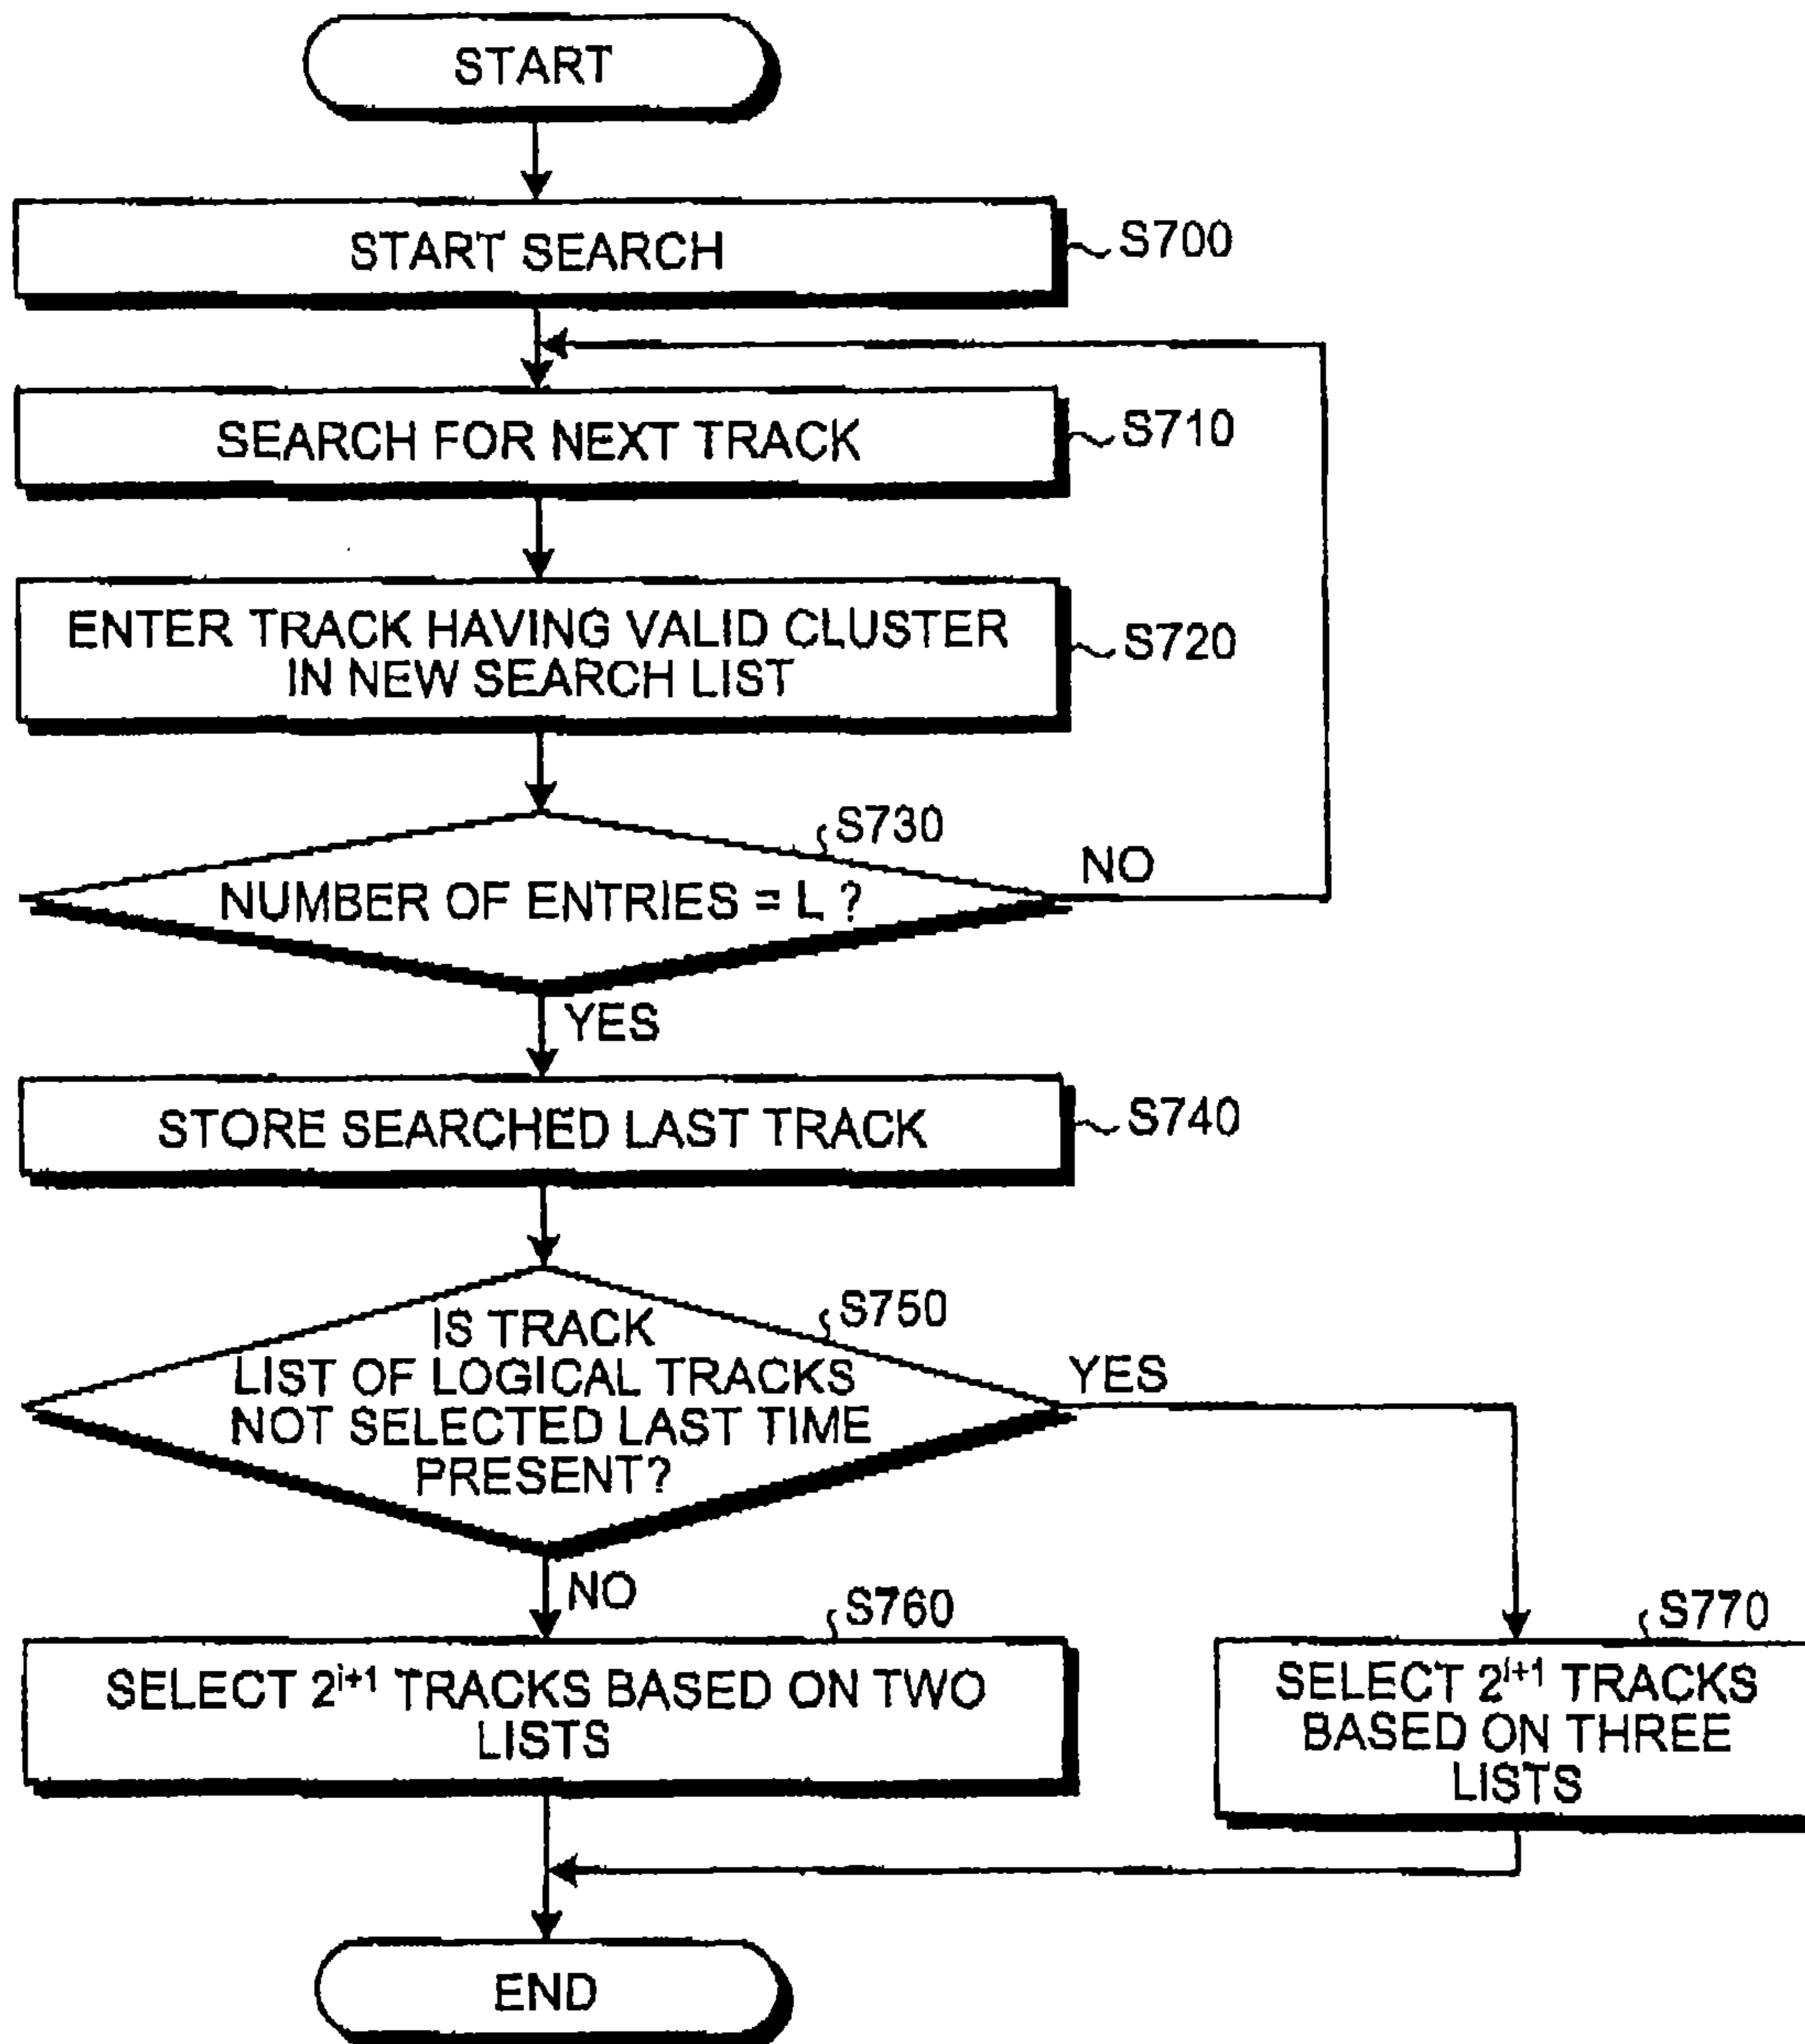 START
START SEARCH
S700
SEARCH FOR NEXT TRACK
S710
ENTER TRACK HAVING VALID CLUSTER
IN NEW SEARCH LIST
S720
S730
NUMBER OF ENTRIES = L ?
NO
YES
STORE SEARCHED LAST TRACK
S740
S750
IS TRACK
LIST OF LOGICAL TRACKS
NOT SELECTED LAST TIME
PRESENT?
YES
NO
S760
SELECT 2^{i+1} TRACKS BASED ON TWO
LISTS
S770
SELECT 2^{i+1} TRACKS
BASED ON THREE
LISTS
END